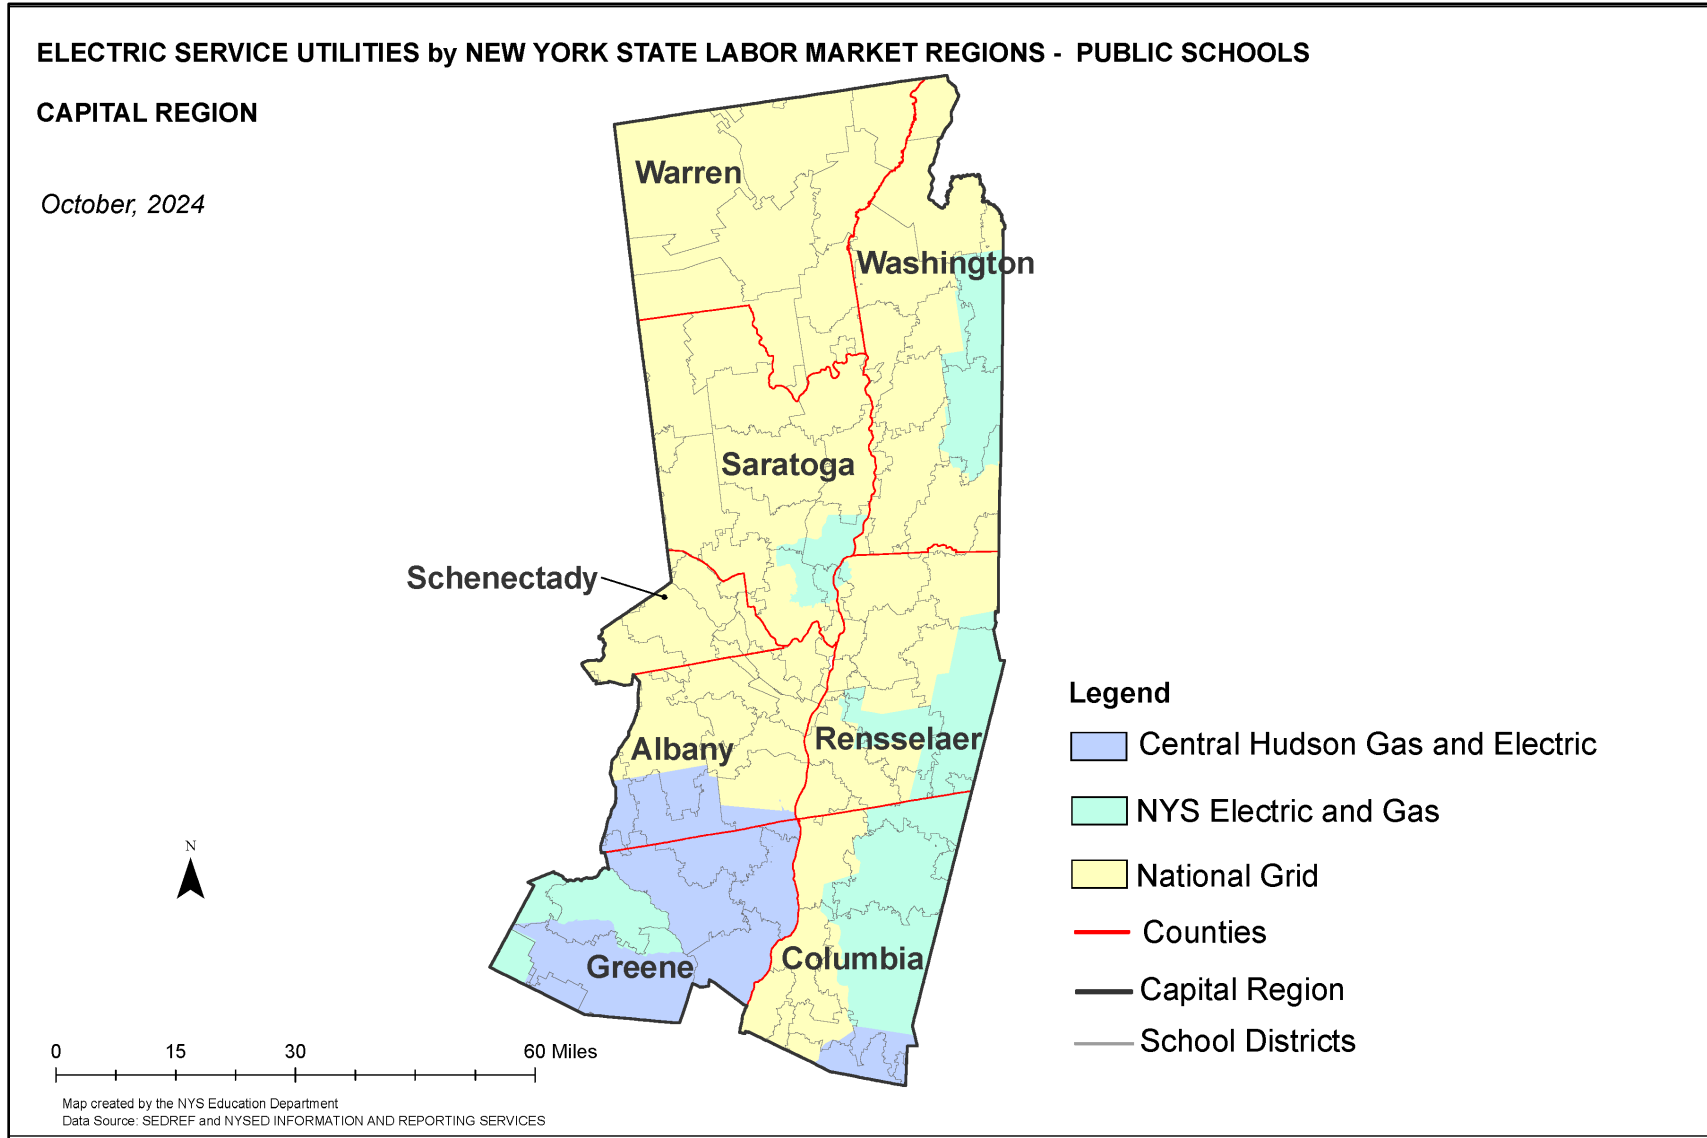 ELECTRIC SERVICE UTILITIES by NEW YORK STATE LABOR MARKET REGIONS - PUBLIC SCHOOLS
CAPITAL REGION
October, 2024
Warren
Washington
Saratoga
Schenectady
Albany
Rensselaer
Greene
Columbia
Legend
Central Hudson Gas and Electric
NYS Electric and Gas
National Grid
Counties
Capital Region
School Districts
N
0 15 30 60 Miles
Map created by the NYS Education Department
Data Source: SEDREF and NYSED INFORMATION AND REPORTING SERVICES